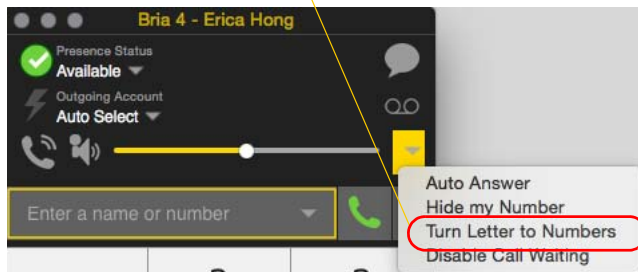 Bria 4 - Erica Hong
Presence Status
Available
Outgoing Account
Auto Select
Enter a name or number
Auto Answer
Hide my Number
Turn Letter to Numbers
Disable Call Waiting